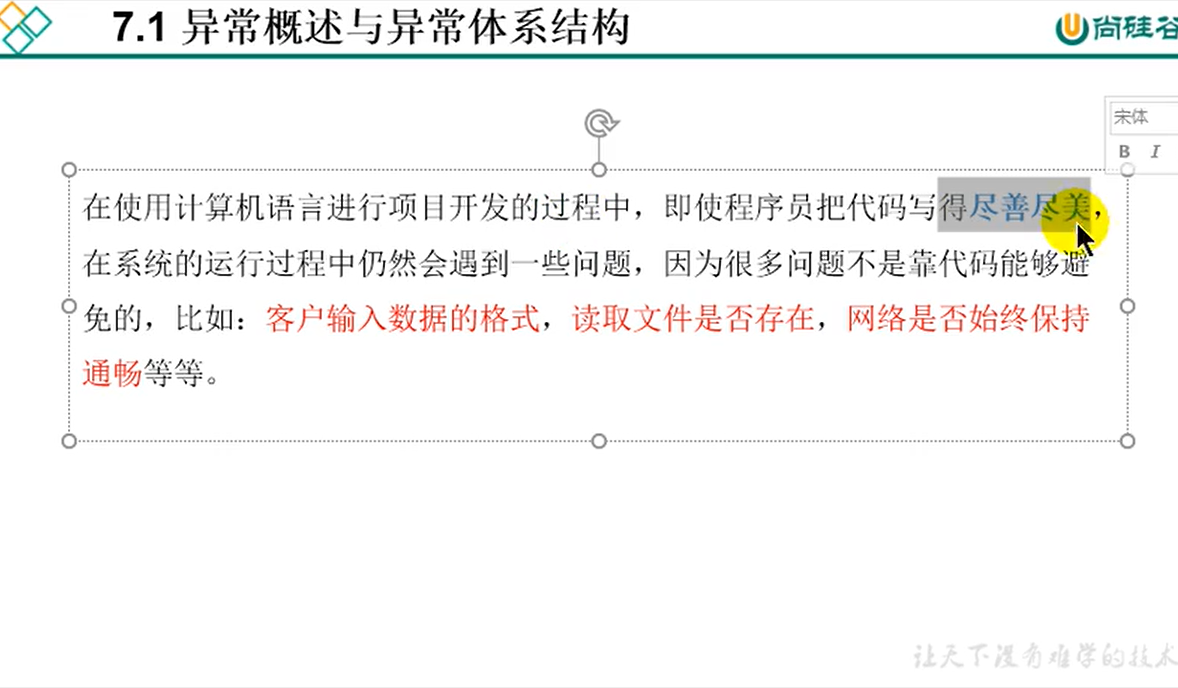 7.1 异常概述与异常体系结构
尚硅谷
宋体
B I
在使用计算机语言进行项目开发的过程中，即使程序员把代码写得尽善尽美，
在系统的运行过程中仍然会遇到一些问题，因为很多问题不是靠代码能够避
免的，比如：客户输入数据的格式，读取文件是否存在，网络是否始终保持
通畅等等。
让天下没有难学的技术